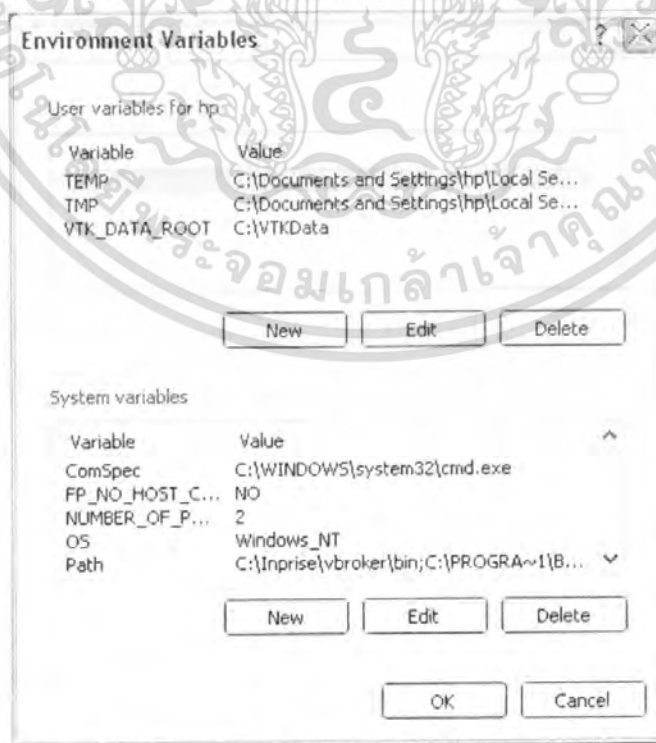 Environment Variables
User variables for hp
Variable Value
TEMP C:\Documents and Settings\hp\Local Se...
TMP C:\Documents and Settings\hp\Local Se...
VTK_DATA_ROOT C:\VTKData
New Edit Delete
System variables
Variable Value
ComSpec C:\WINDOWS\system32\cmd.exe
FP_NO_HOST_C... NO
NUMBER_OF_P... 2
OS Windows_NT
Path C:\Inprise\vbroker\bin;C:\PROGRA~1\B...
New Edit Delete
OK Cancel